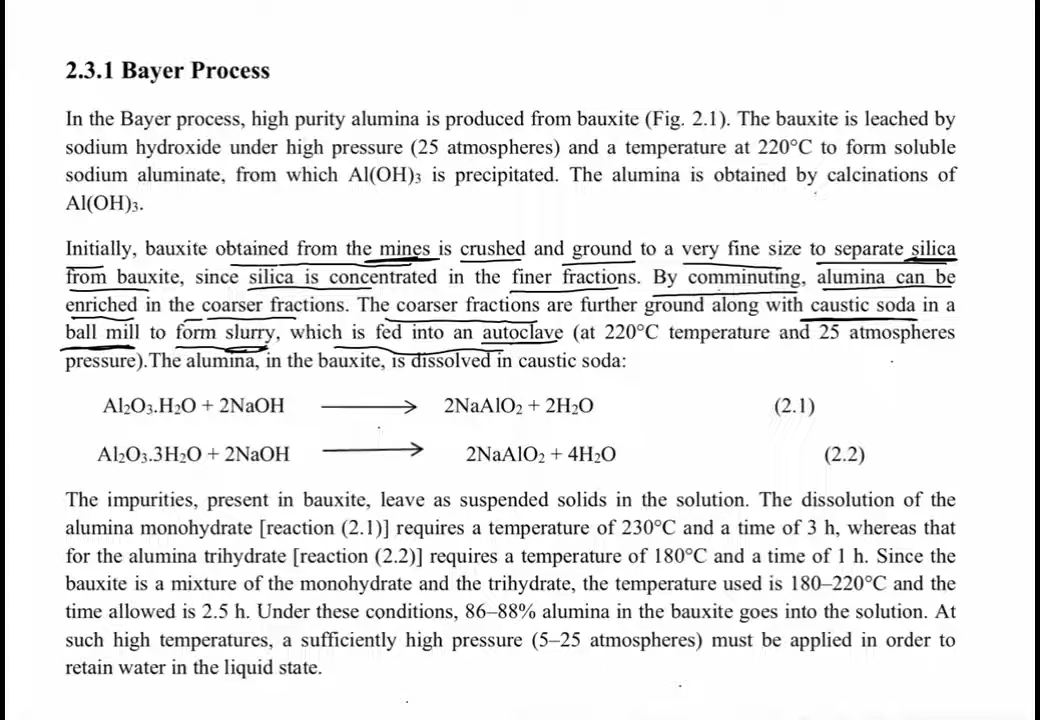 2.3.1 Bayer Process
In the Bayer process, high purity alumina is produced from bauxite (Fig. 2.1). The bauxite is leached by
sodium hydroxide under high pressure (25 atmospheres) and a temperature at 220°C to form soluble
sodium aluminate, from which Al(OH)₃ is precipitated. The alumina is obtained by calcinations of
Al(OH)₃.
Initially, bauxite obtained from the mines is crushed and ground to a very fine size to separate silica
from bauxite, since silica is concentrated in the finer fractions. By comminuting, alumina can be
enriched in the coarser fractions. The coarser fractions are further ground along with caustic soda in a
ball mill to form slurry, which is fed into an autoclave (at 220°C temperature and 25 atmospheres
pressure).The alumina, in the bauxite, is dissolved in caustic soda:
Al₂O₃.H₂O + 2NaOH ⟶ 2NaAlO₂ + 2H₂O (2.1)
Al₂O₃.3H₂O + 2NaOH ⟶ 2NaAlO₂ + 4H₂O (2.2)
The impurities, present in bauxite, leave as suspended solids in the solution. The dissolution of the
alumina monohydrate [reaction (2.1)] requires a temperature of 230°C and a time of 3 h, whereas that
for the alumina trihydrate [reaction (2.2)] requires a temperature of 180°C and a time of 1 h. Since the
bauxite is a mixture of the monohydrate and the trihydrate, the temperature used is 180–220°C and the
time allowed is 2.5 h. Under these conditions, 86–88% alumina in the bauxite goes into the solution. At
such high temperatures, a sufficiently high pressure (5–25 atmospheres) must be applied in order to
retain water in the liquid state.